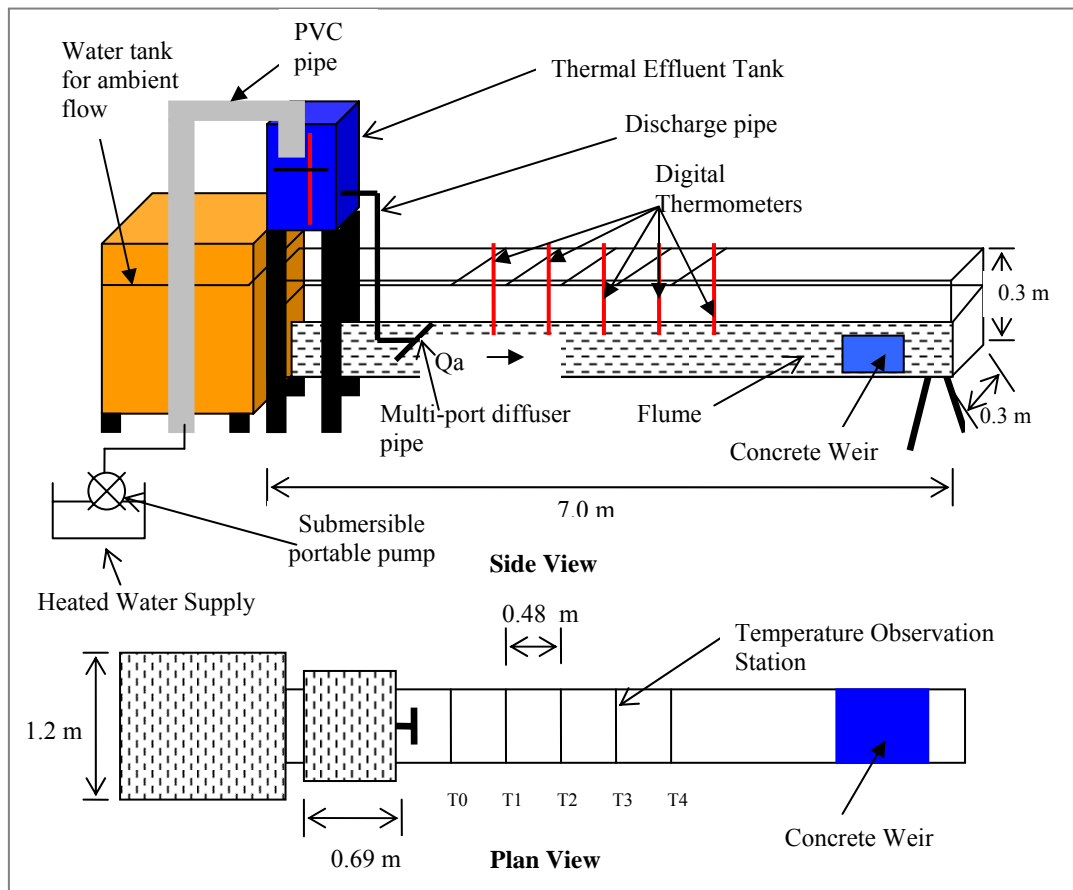 PVC
pipe
Water tank
for ambient
flow
Thermal Effluent Tank
Discharge pipe
Digital
Thermometers
0.3 m
Qa
Multi-port diffuser
pipe
Flume
0.3 m
Concrete Weir
7.0 m
Submersible
portable pump
Side View
Heated Water Supply
0.48 m
Temperature Observation
Station
1.2 m
T0 T1 T2 T3 T4
0.69 m
Plan View
Concrete Weir